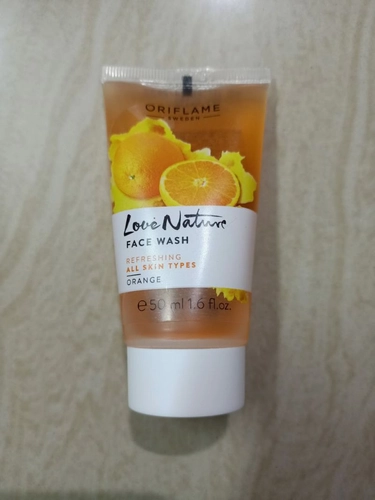 ORIFLAME
SWEDEN
Love Nature
FACE WASH
REFRESHING
ALL SKIN TYPES
ORANGE
℮ 50 ml 1.6 fl.oz.